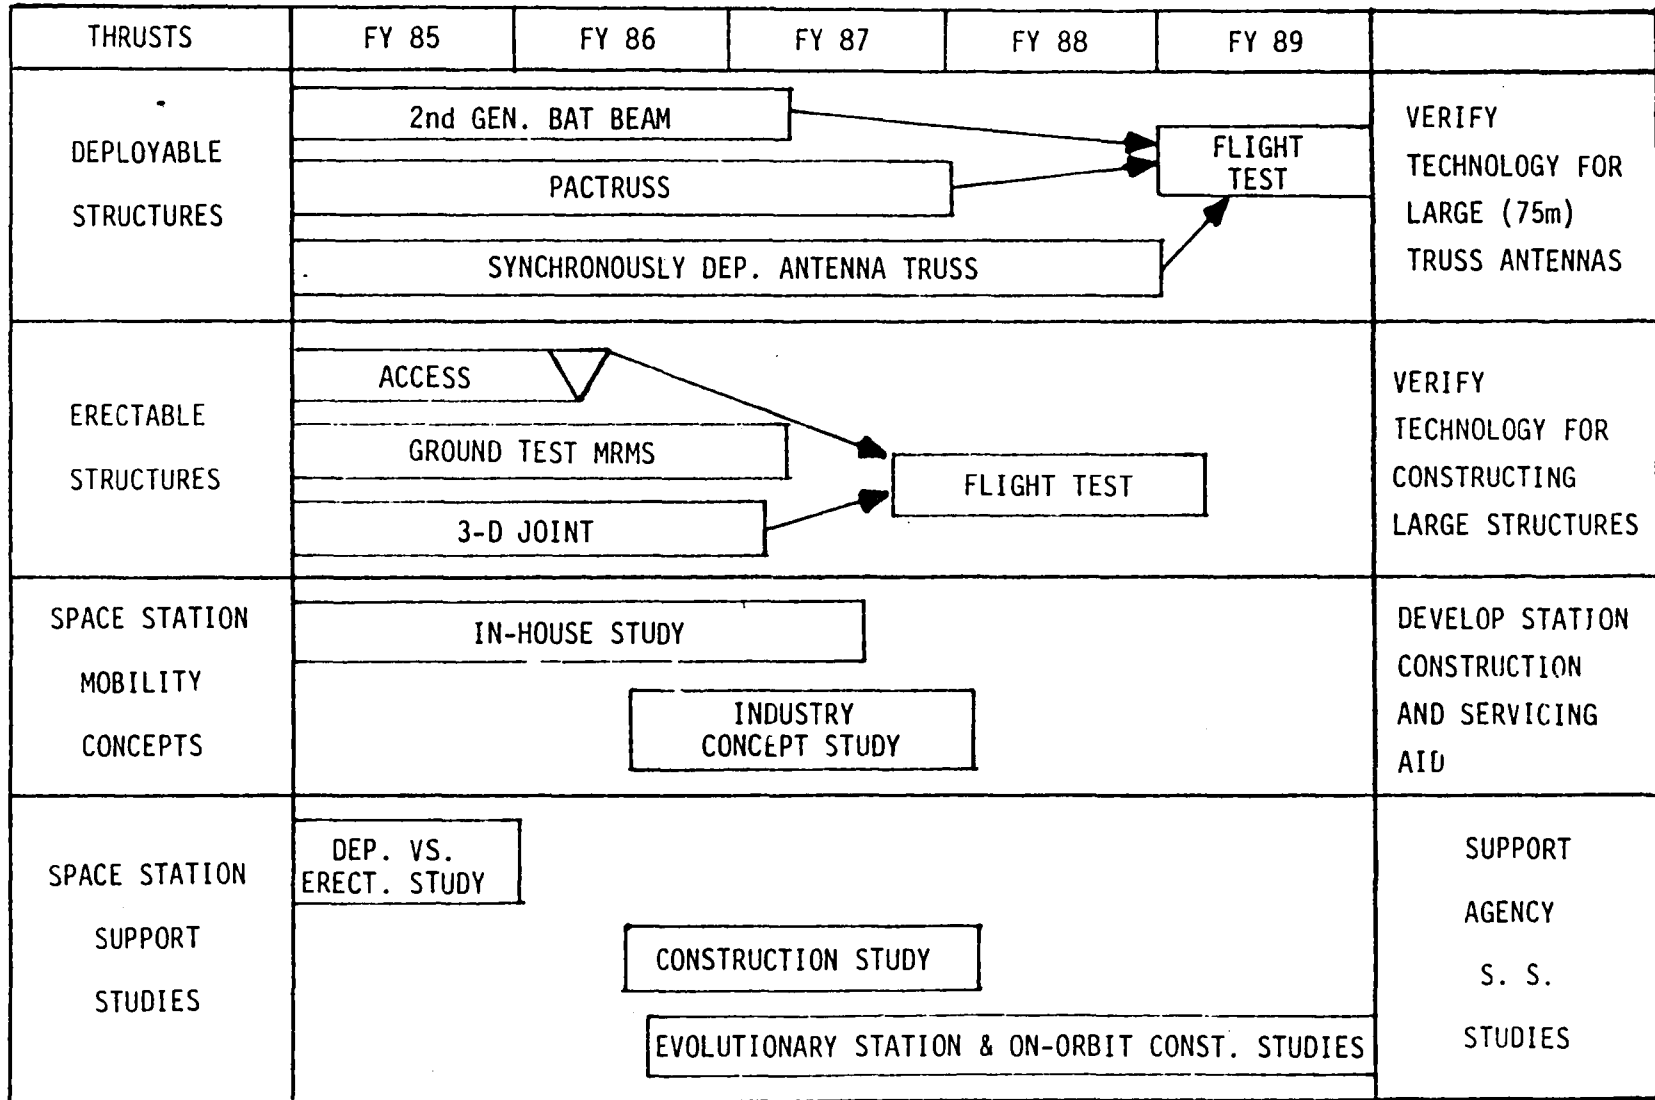 THRUSTS
FY 85
FY 86
FY 87
FY 88
FY 89
DEPLOYABLE
STRUCTURES
2nd GEN. BAT BEAM
PACTRUSS
SYNCHRONOUSLY DEP. ANTENNA TRUSS
FLIGHT
TEST
VERIFY
TECHNOLOGY FOR
LARGE (75m)
TRUSS ANTENNAS
ERECTABLE
STRUCTURES
ACCESS
GROUND TEST MRMS
3-D JOINT
FLIGHT TEST
VERIFY
TECHNOLOGY FOR
CONSTRUCTING
LARGE STRUCTURES
SPACE STATION
MOBILITY
CONCEPTS
IN-HOUSE STUDY
INDUSTRY
CONCEPT STUDY
DEVELOP STATION
CONSTRUCTION
AND SERVICING
AID
SPACE STATION
SUPPORT
STUDIES
DEP. VS.
ERECT. STUDY
CONSTRUCTION STUDY
EVOLUTIONARY STATION & ON-ORBIT CONST. STUDIES
SUPPORT
AGENCY
S. S.
STUDIES